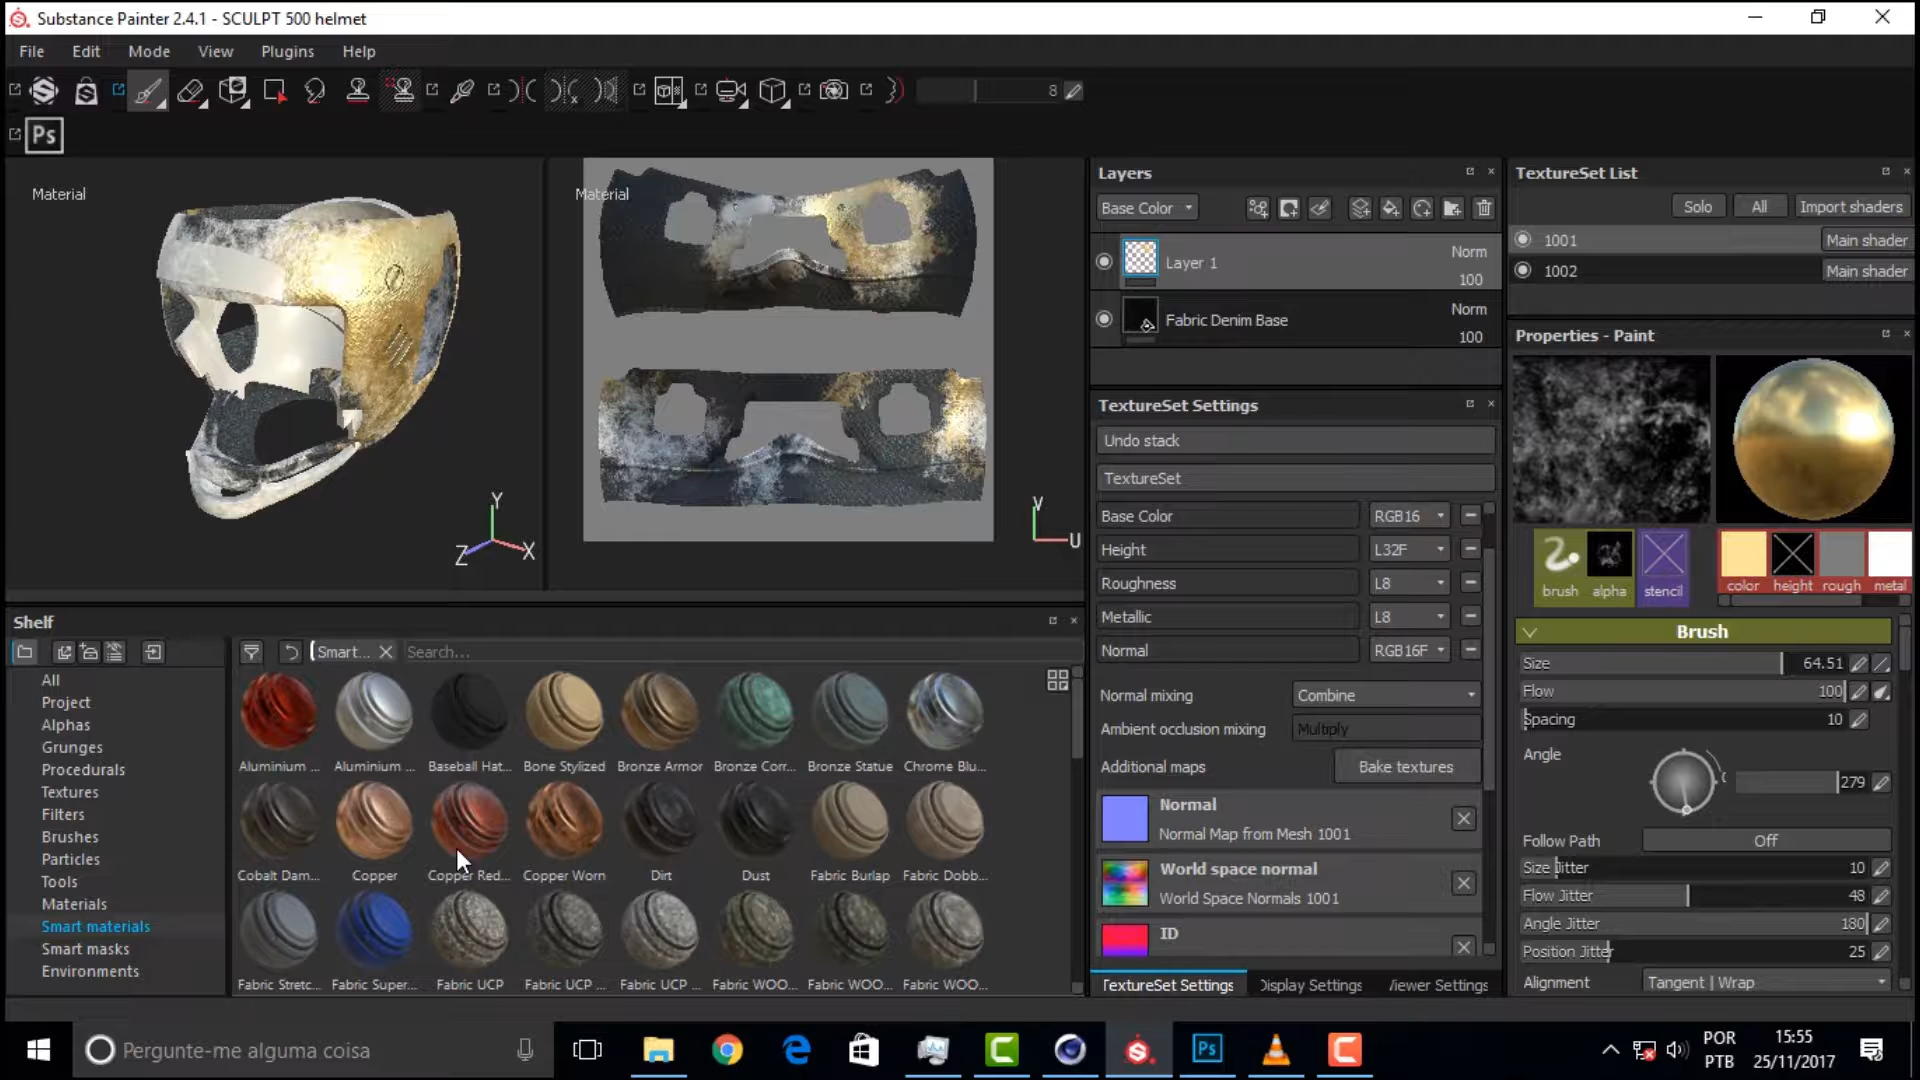 Substance Painter 2.4.1 - SCULPT 500 helmet
File Edit Mode View Plugins Help
8
Ps
Material
Y
Z
X
Material
V
U
Layers
Base Color
Layer 1
Norm
100
Fabric Denim Base
Norm
100
TextureSet Settings
Undo stack
TextureSet
Base Color RGB16
Height L32F
Roughness L8
Metallic L8
Normal RGB16F
Normal mixing Combine
Ambient occlusion mixing Multiply
Additional maps Bake textures
Normal
Normal Map from Mesh 1001
World space normal
World Space Normals 1001
ID
TextureSet Settings Display Settings Viewer Settings
TextureSet List
Solo All Import shaders
1001 Main shader
1002 Main shader
Properties - Paint
brush alpha stencil color height rough metal
Brush
Size 64.51
Flow 100
Spacing 10
Angle
279
Follow Path Off
Size Jitter 10
Flow Jitter 48
Angle Jitter 180
Position Jitter 25
Alignment Tangent | Wrap
Shelf
Smart... Search...
All
Project
Alphas
Grunges
Procedurals
Textures
Filters
Brushes
Particles
Tools
Materials
Smart materials
Smart masks
Environments
Aluminium ... Aluminium ... Baseball Hat... Bone Stylized Bronze Armor Bronze Corr... Bronze Statue Chrome Blu...
Cobalt Dam... Copper Copper Red... Copper Worn Dirt Dust Fabric Burlap Fabric Dobb...
Fabric Stretc... Fabric Super... Fabric UCP Fabric UCP ... Fabric UCP ... Fabric WOO... Fabric WOO... Fabric WOO...
Pergunte-me alguma coisa
Ps
POR
PTB
15:55
25/11/2017